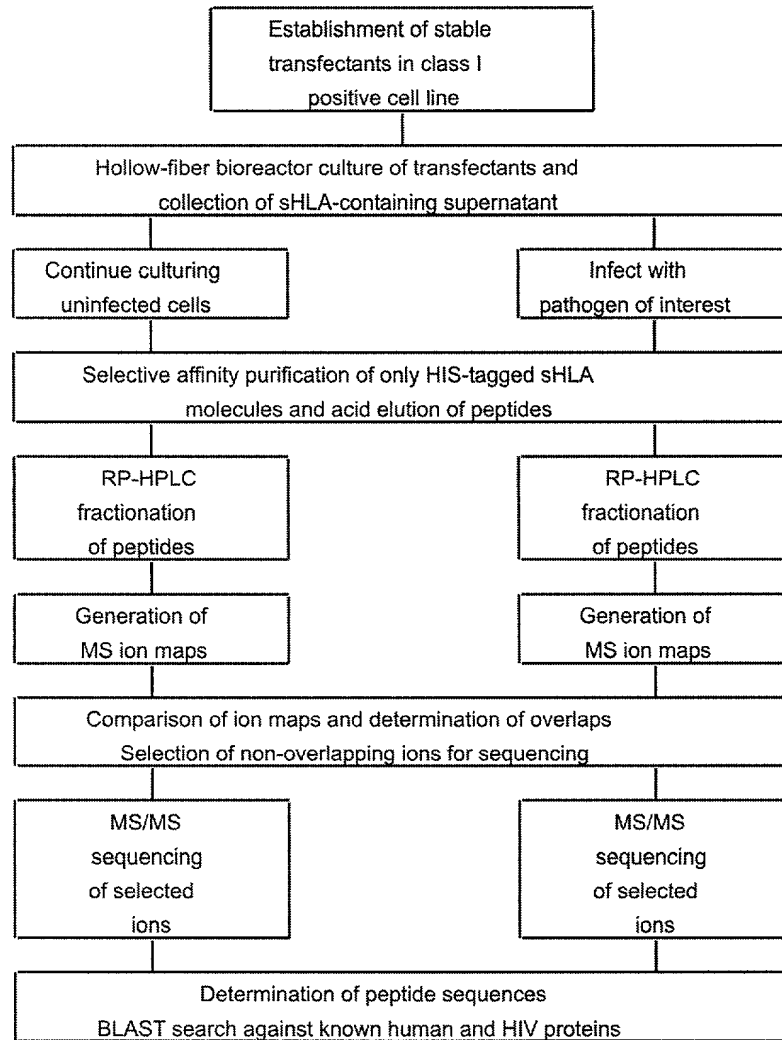 Establishment of stable
transfectants in class I
positive cell line
Hollow-fiber bioreactor culture of transfectants and
collection of sHLA-containing supernatant
Continue culturing
uninfected cells
Infect with
pathogen of interest
Selective affinity purification of only HIS-tagged sHLA
molecules and acid elution of peptides
RP-HPLC
fractionation
of peptides
RP-HPLC
fractionation
of peptides
Generation of
MS ion maps
Generation of
MS ion maps
Comparison of ion maps and determination of overlaps
Selection of non-overlapping ions for sequencing
MS/MS
sequencing
of selected
ions
MS/MS
sequencing
of selected
ions
Determination of peptide sequences
BLAST search against known human and HIV proteins